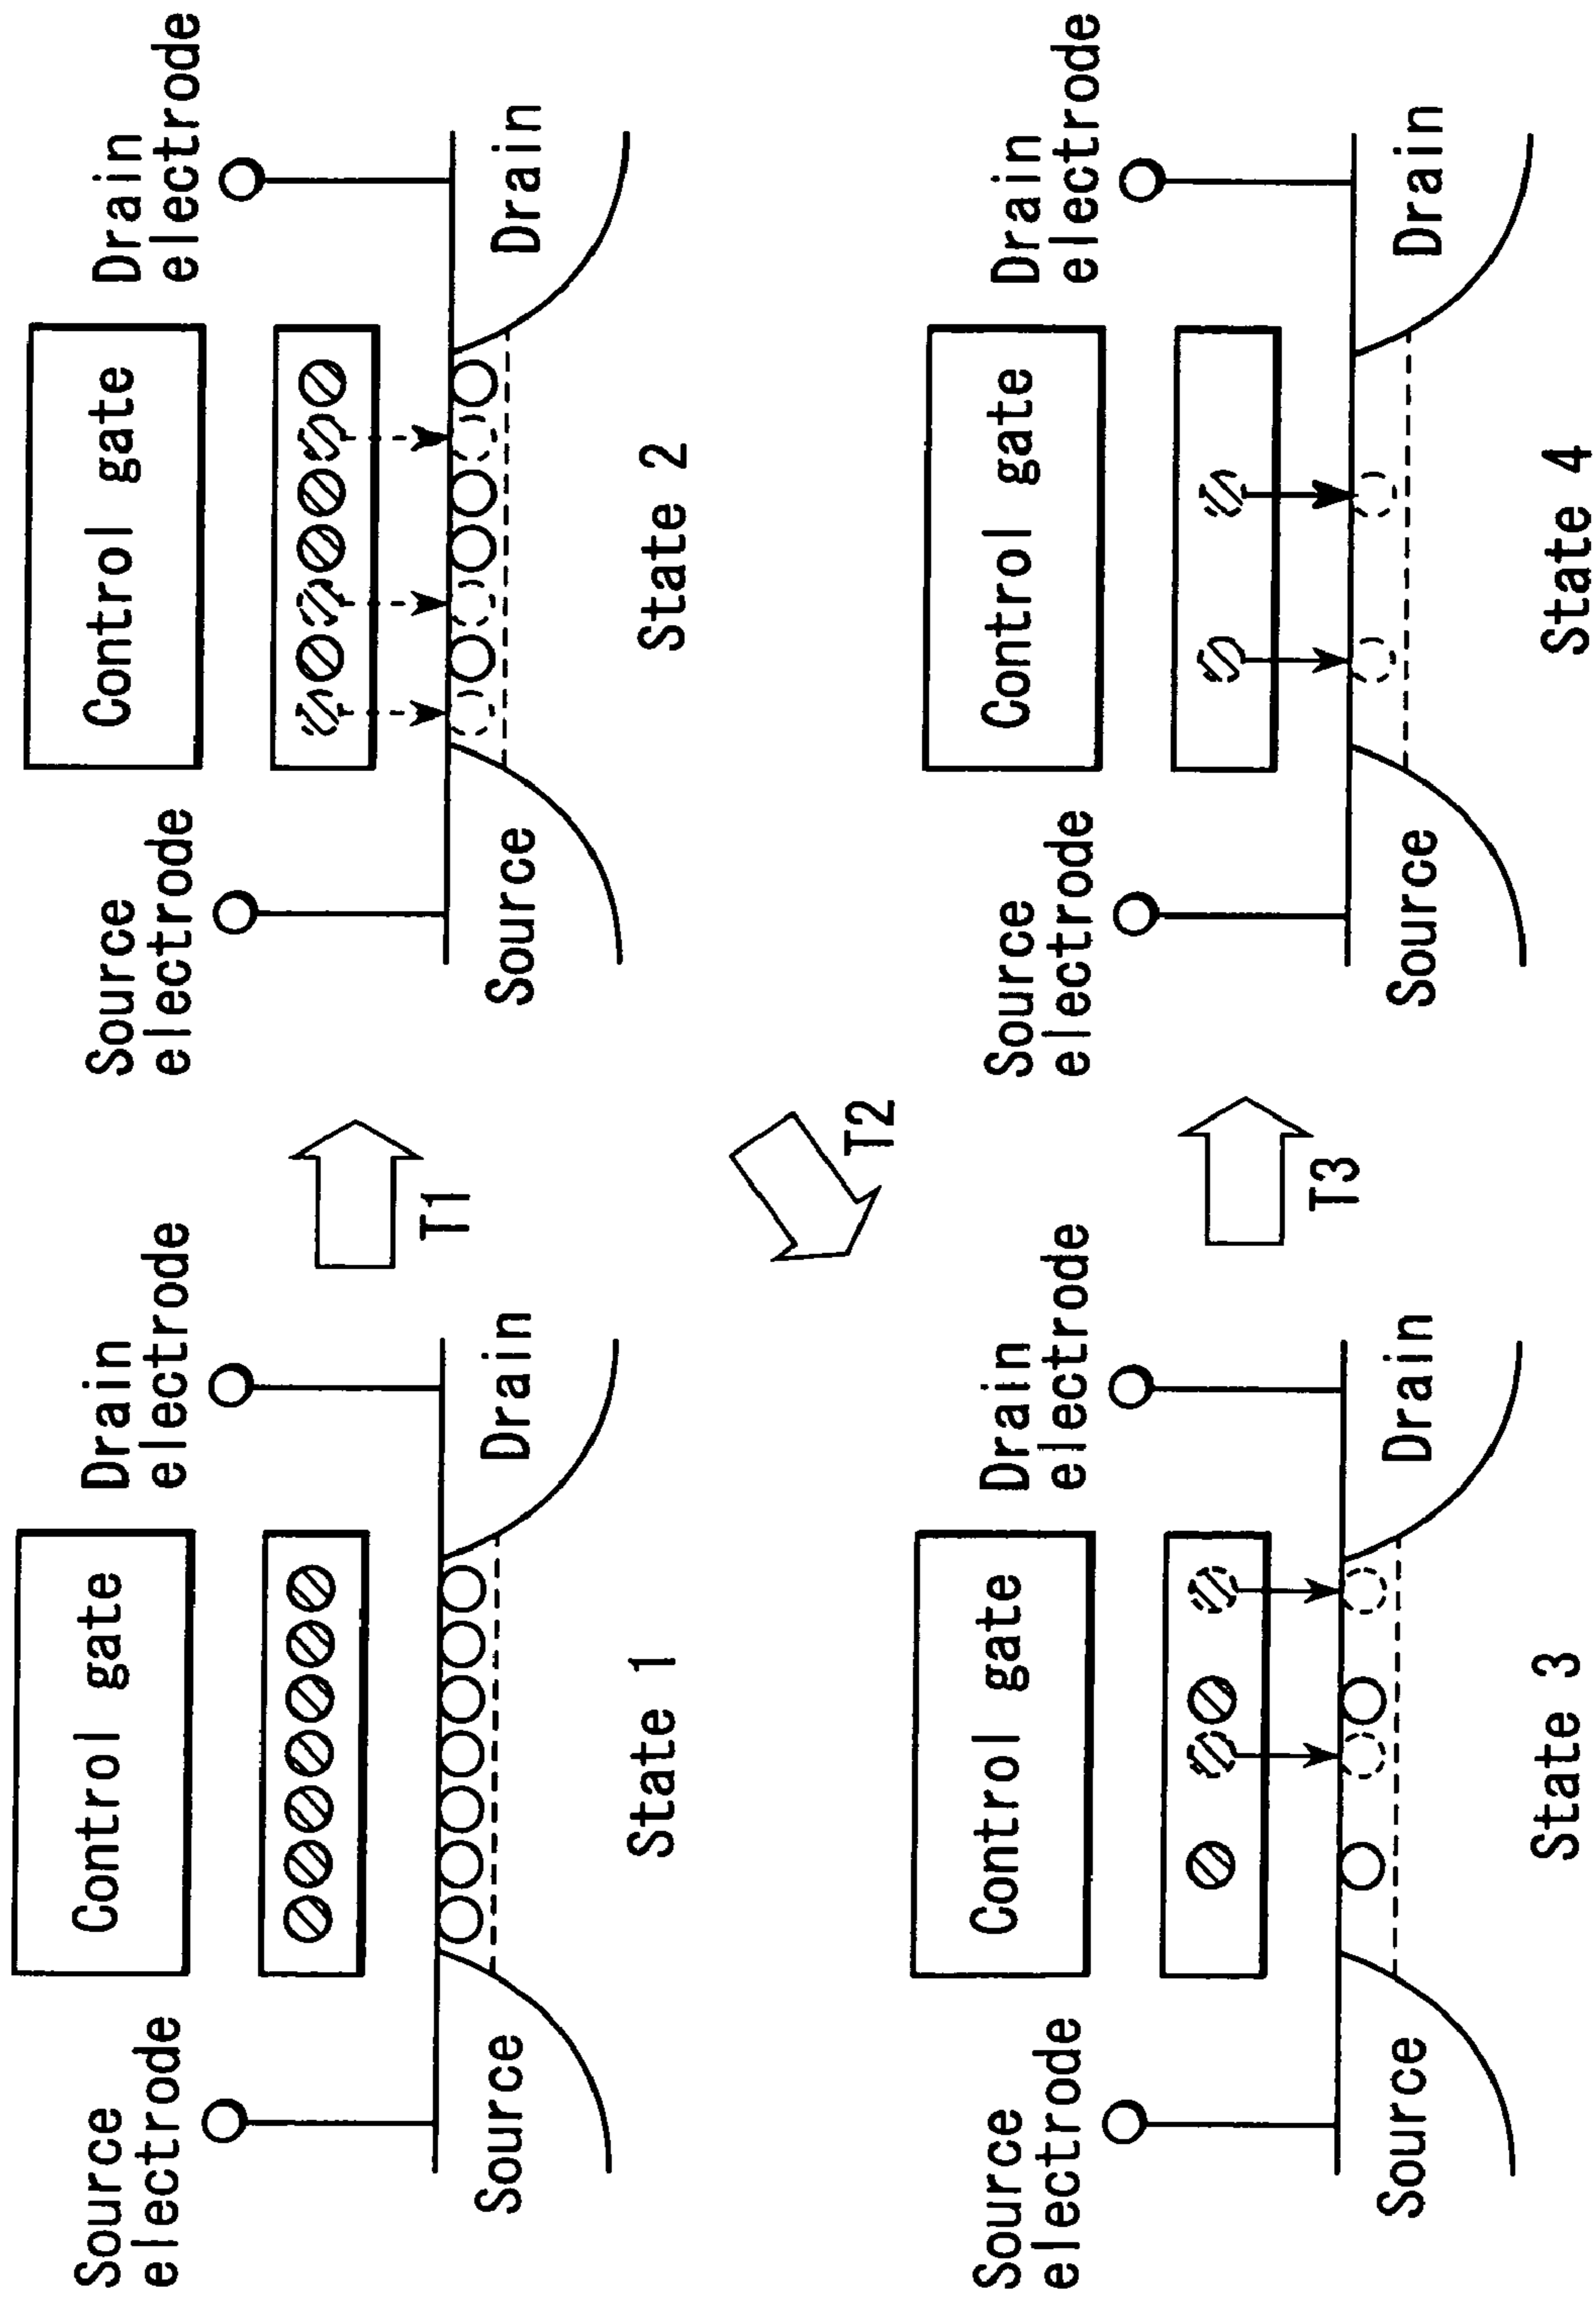 Source
electrode
Control gate
Drain
electrode
Source
Drain
State 1
T1
Source
electrode
Control gate
Drain
electrode
Source
Drain
State 2
T2
Source
electrode
Control gate
Drain
electrode
Source
Drain
State 3
T3
Source
electrode
Control gate
Drain
electrode
Source
Drain
State 4